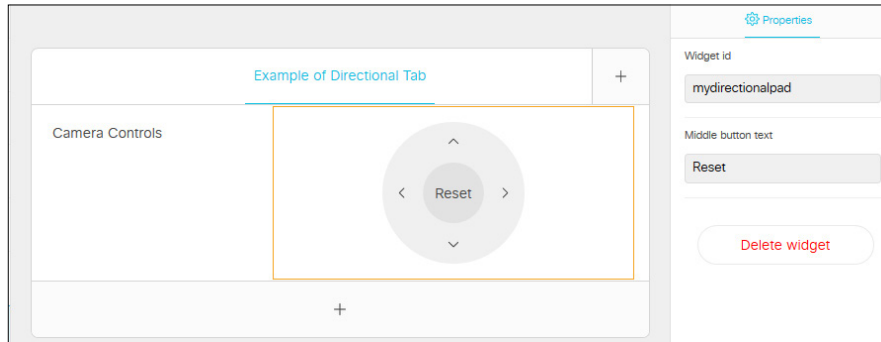 Example of Directional Tab
+
Camera Controls
Reset
+
Properties
Widget id
mydirectionalpad
Middle button text
Reset
Delete widget